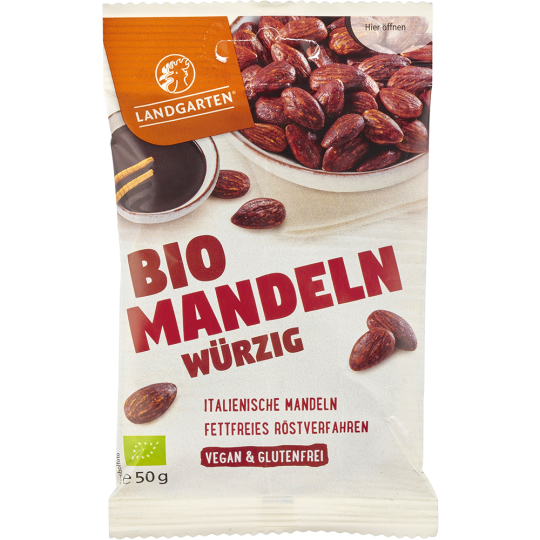 Hier öffnen
LANDGARTEN®
BIO
MANDELN
WÜRZIG
ITALIENISCHE MANDELN
FETTFREIES RÖSTVERFAHREN
VEGAN & GLUTENFREI
e 50 g